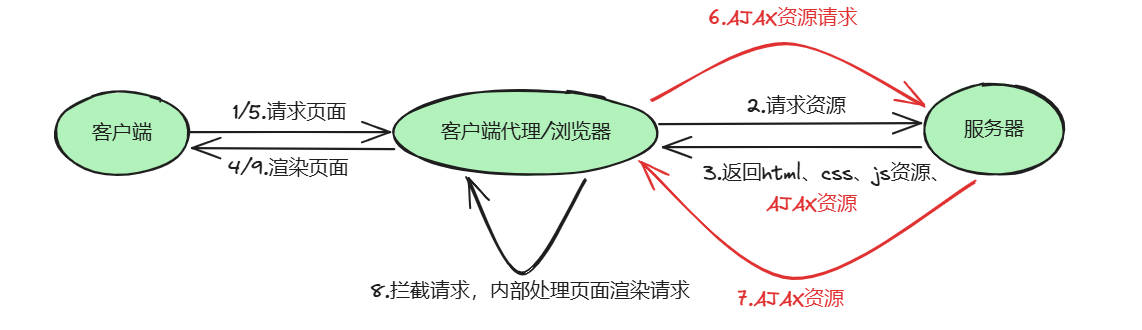 6.AJAX资源请求
1/5.请求页面
2.请求资源
客户端
客户端代理/浏览器
服务器
4/9.渲染页面
3.返回html、css、js资源、
AJAX资源
8.拦截请求，内部处理页面渲染请求
7.AJAX资源